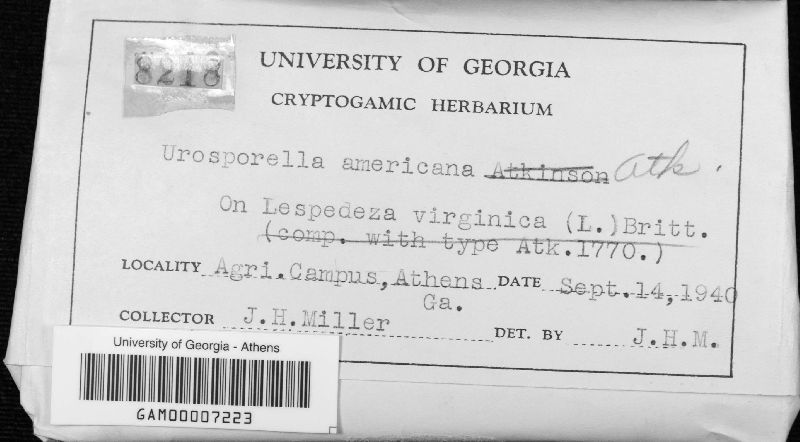 8218
UNIVERSITY OF GEORGIA
CRYPTOGAMIC HERBARIUM
Urosporella americana Atkinson Atk.
On Lespedeza virginica (L.)Britt.
(comp. with type Atk.1770.)
LOCALITY Agri.Campus, Athens DATE Sept.14,1940
Ga.
COLLECTOR J.H.Miller DET. BY J.H.M.
University of Georgia - Athens
GAM00007223